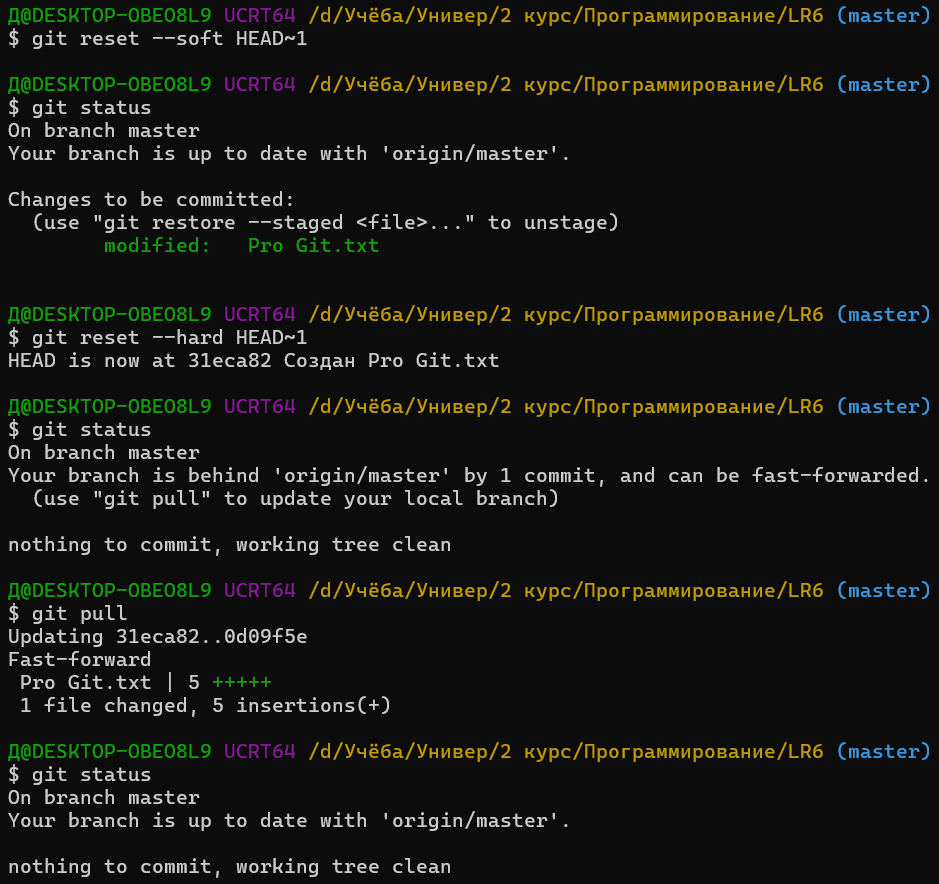 Д@DESKTOP-OBEO8L9 UCRT64 /d/Учёба/Универ/2 курс/Программирование/LR6 (master)
$ git reset --soft HEAD~1

Д@DESKTOP-OBEO8L9 UCRT64 /d/Учёба/Универ/2 курс/Программирование/LR6 (master)
$ git status
On branch master
Your branch is up to date with 'origin/master'.

Changes to be committed:
  (use "git restore --staged <file>..." to unstage)
        modified:   Pro Git.txt


Д@DESKTOP-OBEO8L9 UCRT64 /d/Учёба/Универ/2 курс/Программирование/LR6 (master)
$ git reset --hard HEAD~1
HEAD is now at 31eca82 Создан Pro Git.txt

Д@DESKTOP-OBEO8L9 UCRT64 /d/Учёба/Универ/2 курс/Программирование/LR6 (master)
$ git status
On branch master
Your branch is behind 'origin/master' by 1 commit, and can be fast-forwarded.
  (use "git pull" to update your local branch)

nothing to commit, working tree clean

Д@DESKTOP-OBEO8L9 UCRT64 /d/Учёба/Универ/2 курс/Программирование/LR6 (master)
$ git pull
Updating 31eca82..0d09f5e
Fast-forward
 Pro Git.txt | 5 +++++
 1 file changed, 5 insertions(+)

Д@DESKTOP-OBEO8L9 UCRT64 /d/Учёба/Универ/2 курс/Программирование/LR6 (master)
$ git status
On branch master
Your branch is up to date with 'origin/master'.

nothing to commit, working tree clean